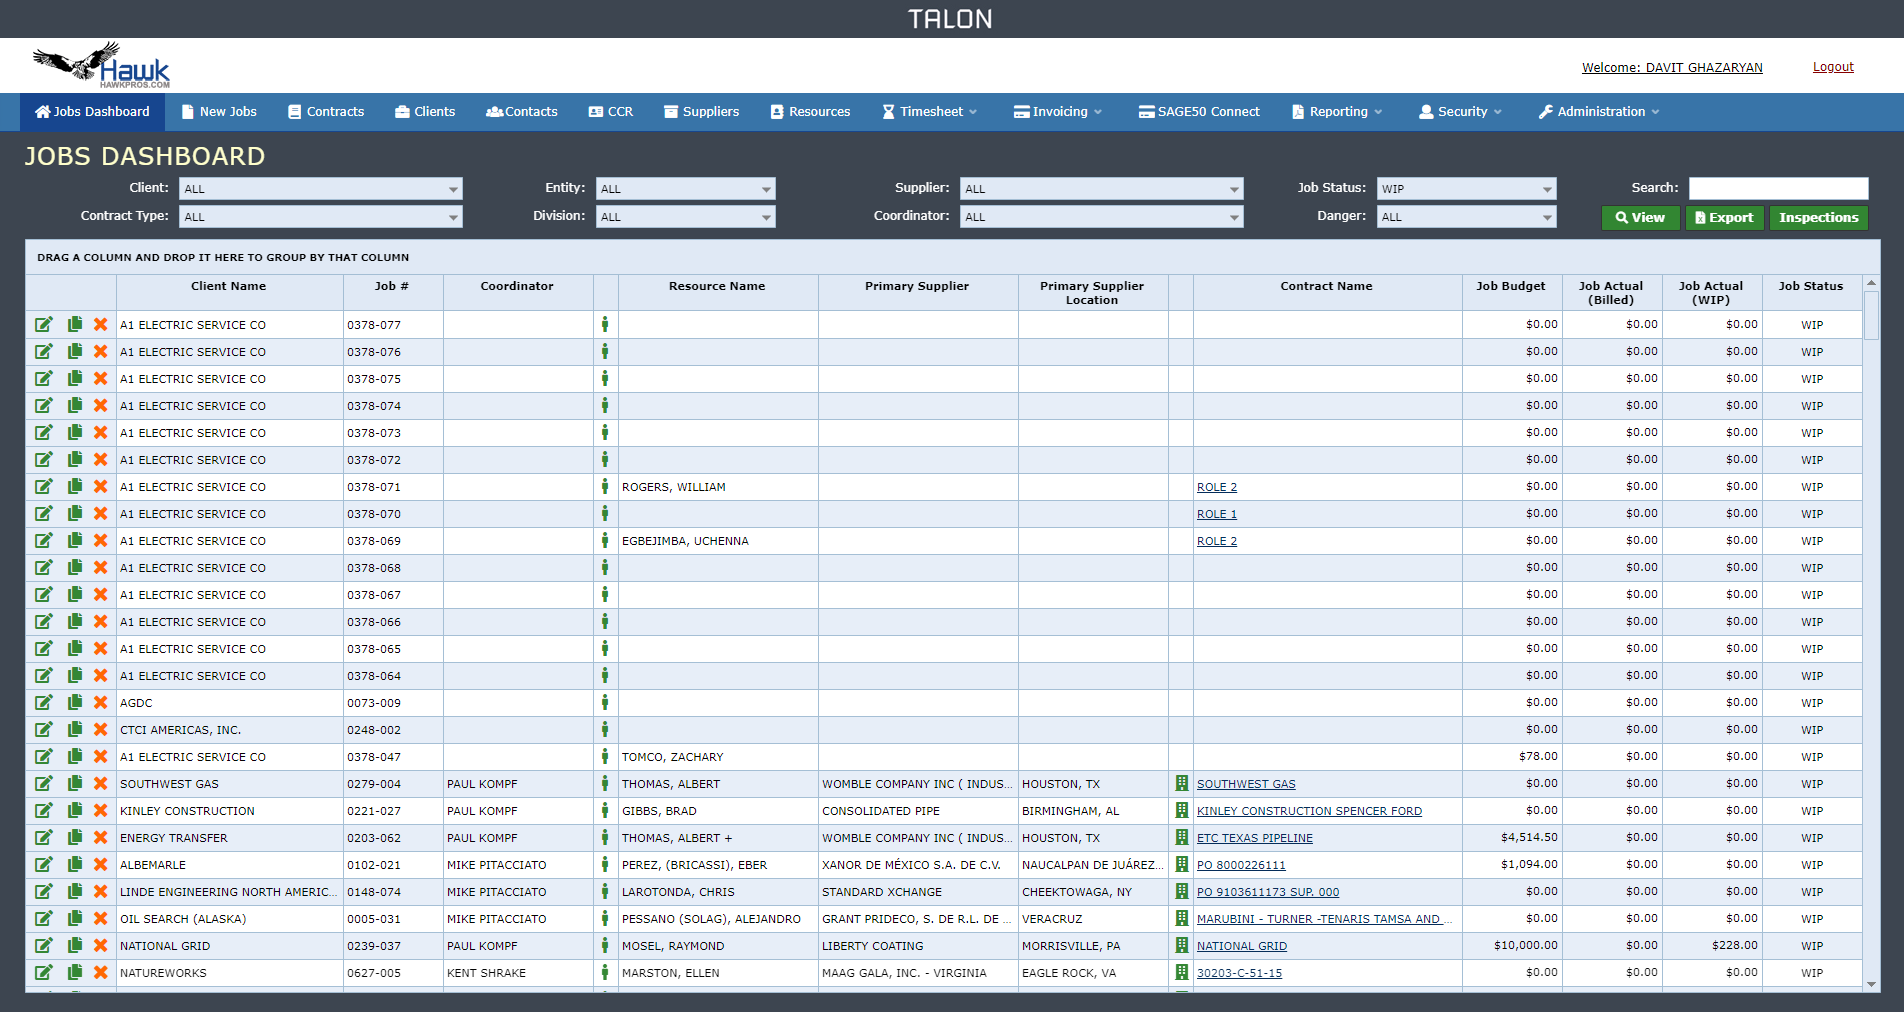 TALON
Hawk
HAWKPROS.COM
Welcome: DAVIT GHAZARYAN Logout
Jobs Dashboard New Jobs Contracts Clients Contacts CCR Suppliers Resources Timesheet Invoicing SAGE50 Connect Reporting Security Administration
JOBS DASHBOARD
Client: ALL Entity: ALL Supplier: ALL Job Status: WIP Search:
Contract Type: ALL Division: ALL Coordinator: ALL Danger: ALL View Export Inspections
DRAG A COLUMN AND DROP IT HERE TO GROUP BY THAT COLUMN
Client Name Job # Coordinator Resource Name Primary Supplier Primary Supplier Location Contract Name Job Budget Job Actual (Billed) Job Actual (WIP) Job Status
A1 ELECTRIC SERVICE CO 0378-077 $0.00 $0.00 $0.00 WIP
A1 ELECTRIC SERVICE CO 0378-076 $0.00 $0.00 $0.00 WIP
A1 ELECTRIC SERVICE CO 0378-075 $0.00 $0.00 $0.00 WIP
A1 ELECTRIC SERVICE CO 0378-074 $0.00 $0.00 $0.00 WIP
A1 ELECTRIC SERVICE CO 0378-073 $0.00 $0.00 $0.00 WIP
A1 ELECTRIC SERVICE CO 0378-072 $0.00 $0.00 $0.00 WIP
A1 ELECTRIC SERVICE CO 0378-071 ROGERS, WILLIAM ROLE 2 $0.00 $0.00 $0.00 WIP
A1 ELECTRIC SERVICE CO 0378-070 ROLE 1 $0.00 $0.00 $0.00 WIP
A1 ELECTRIC SERVICE CO 0378-069 EGBEJIMBA, UCHENNA ROLE 2 $0.00 $0.00 $0.00 WIP
A1 ELECTRIC SERVICE CO 0378-068 $0.00 $0.00 $0.00 WIP
A1 ELECTRIC SERVICE CO 0378-067 $0.00 $0.00 $0.00 WIP
A1 ELECTRIC SERVICE CO 0378-066 $0.00 $0.00 $0.00 WIP
A1 ELECTRIC SERVICE CO 0378-065 $0.00 $0.00 $0.00 WIP
A1 ELECTRIC SERVICE CO 0378-064 $0.00 $0.00 $0.00 WIP
AGDC 0073-009 $0.00 $0.00 $0.00 WIP
CTCI AMERICAS, INC. 0248-002 $0.00 $0.00 $0.00 WIP
A1 ELECTRIC SERVICE CO 0378-047 TOMCO, ZACHARY $78.00 $0.00 $0.00 WIP
SOUTHWEST GAS 0279-004 PAUL KOMPF THOMAS, ALBERT WOMBLE COMPANY INC ( INDUS... HOUSTON, TX SOUTHWEST GAS $0.00 $0.00 $0.00 WIP
KINLEY CONSTRUCTION 0221-027 PAUL KOMPF GIBBS, BRAD CONSOLIDATED PIPE BIRMINGHAM, AL KINLEY CONSTRUCTION SPENCER FORD $0.00 $0.00 $0.00 WIP
ENERGY TRANSFER 0203-062 PAUL KOMPF THOMAS, ALBERT + WOMBLE COMPANY INC ( INDUS... HOUSTON, TX ETC TEXAS PIPELINE $4,514.50 $0.00 $0.00 WIP
ALBEMARLE 0102-021 MIKE PITACCIATO PEREZ, (BRICASSI), EBER XANOR DE MÉXICO S.A. DE C.V. NAUCALPAN DE JUÁREZ... PO 8000226111 $1,094.00 $0.00 $0.00 WIP
LINDE ENGINEERING NORTH AMERIC... 0148-074 MIKE PITACCIATO LAROTONDA, CHRIS STANDARD XCHANGE CHEEKTOWAGA, NY PO 9103611173 SUP. 000 $0.00 $0.00 $0.00 WIP
OIL SEARCH (ALASKA) 0005-031 MIKE PITACCIATO PESSANO (SOLAG), ALEJANDRO GRANT PRIDECO, S. DE R.L. DE ... VERACRUZ MARUBINI - TURNER -TENARIS TAMSA AND ... $0.00 $0.00 $0.00 WIP
NATIONAL GRID 0239-037 PAUL KOMPF MOSEL, RAYMOND LIBERTY COATING MORRISVILLE, PA NATIONAL GRID $10,000.00 $0.00 $228.00 WIP
NATUREWORKS 0627-005 KENT SHRAKE MARSTON, ELLEN MAAG GALA, INC. - VIRGINIA EAGLE ROCK, VA 30203-C-51-15 $0.00 $0.00 $0.00 WIP